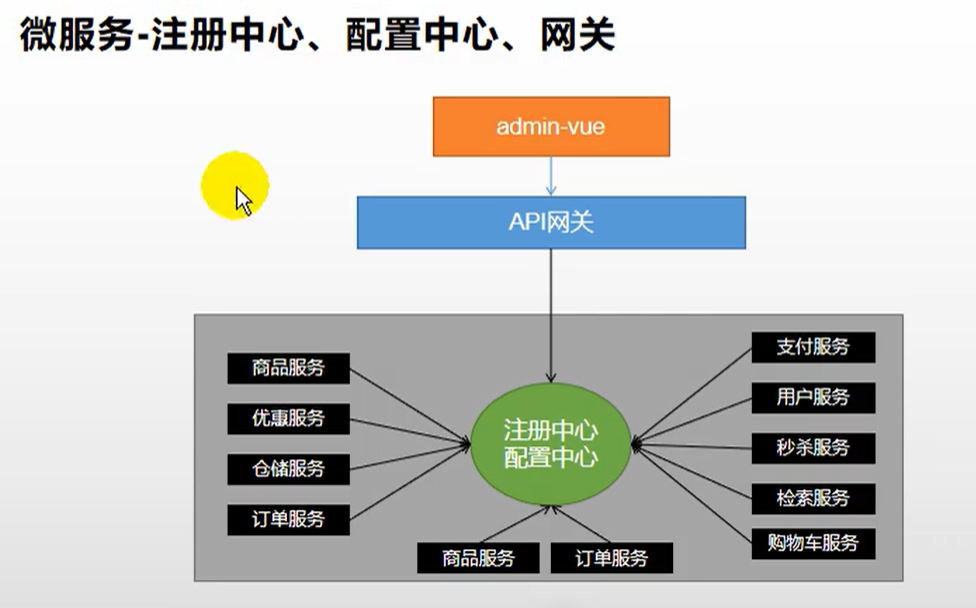 微服务-注册中心、配置中心、网关
admin-vue
API网关
商品服务
优惠服务
仓储服务
订单服务
注册中心
配置中心
支付服务
用户服务
秒杀服务
检索服务
购物车服务
商品服务
订单服务